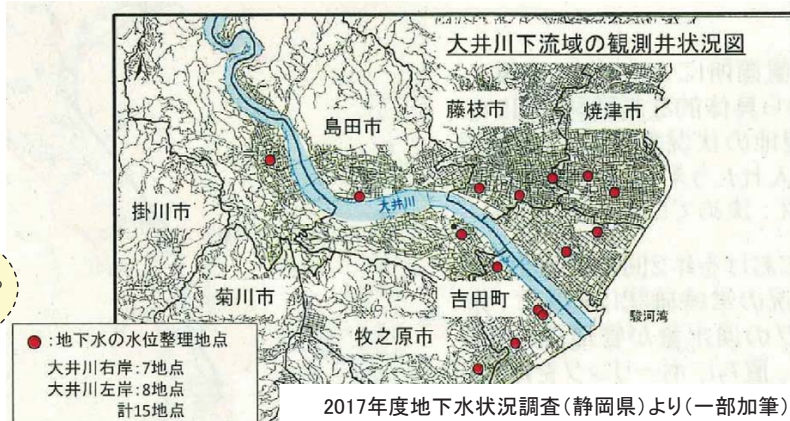 大井川下流域の観測井状況図
藤枝市
焼津市
島田市
掛川市
大井川
菊川市
吉田町
駿河湾
牧之原市
:地下水の水位整理地点
大井川右岸:7地点
大井川左岸:8地点
計15地点
2017年度地下水状況調査(静岡県)より(一部加筆)